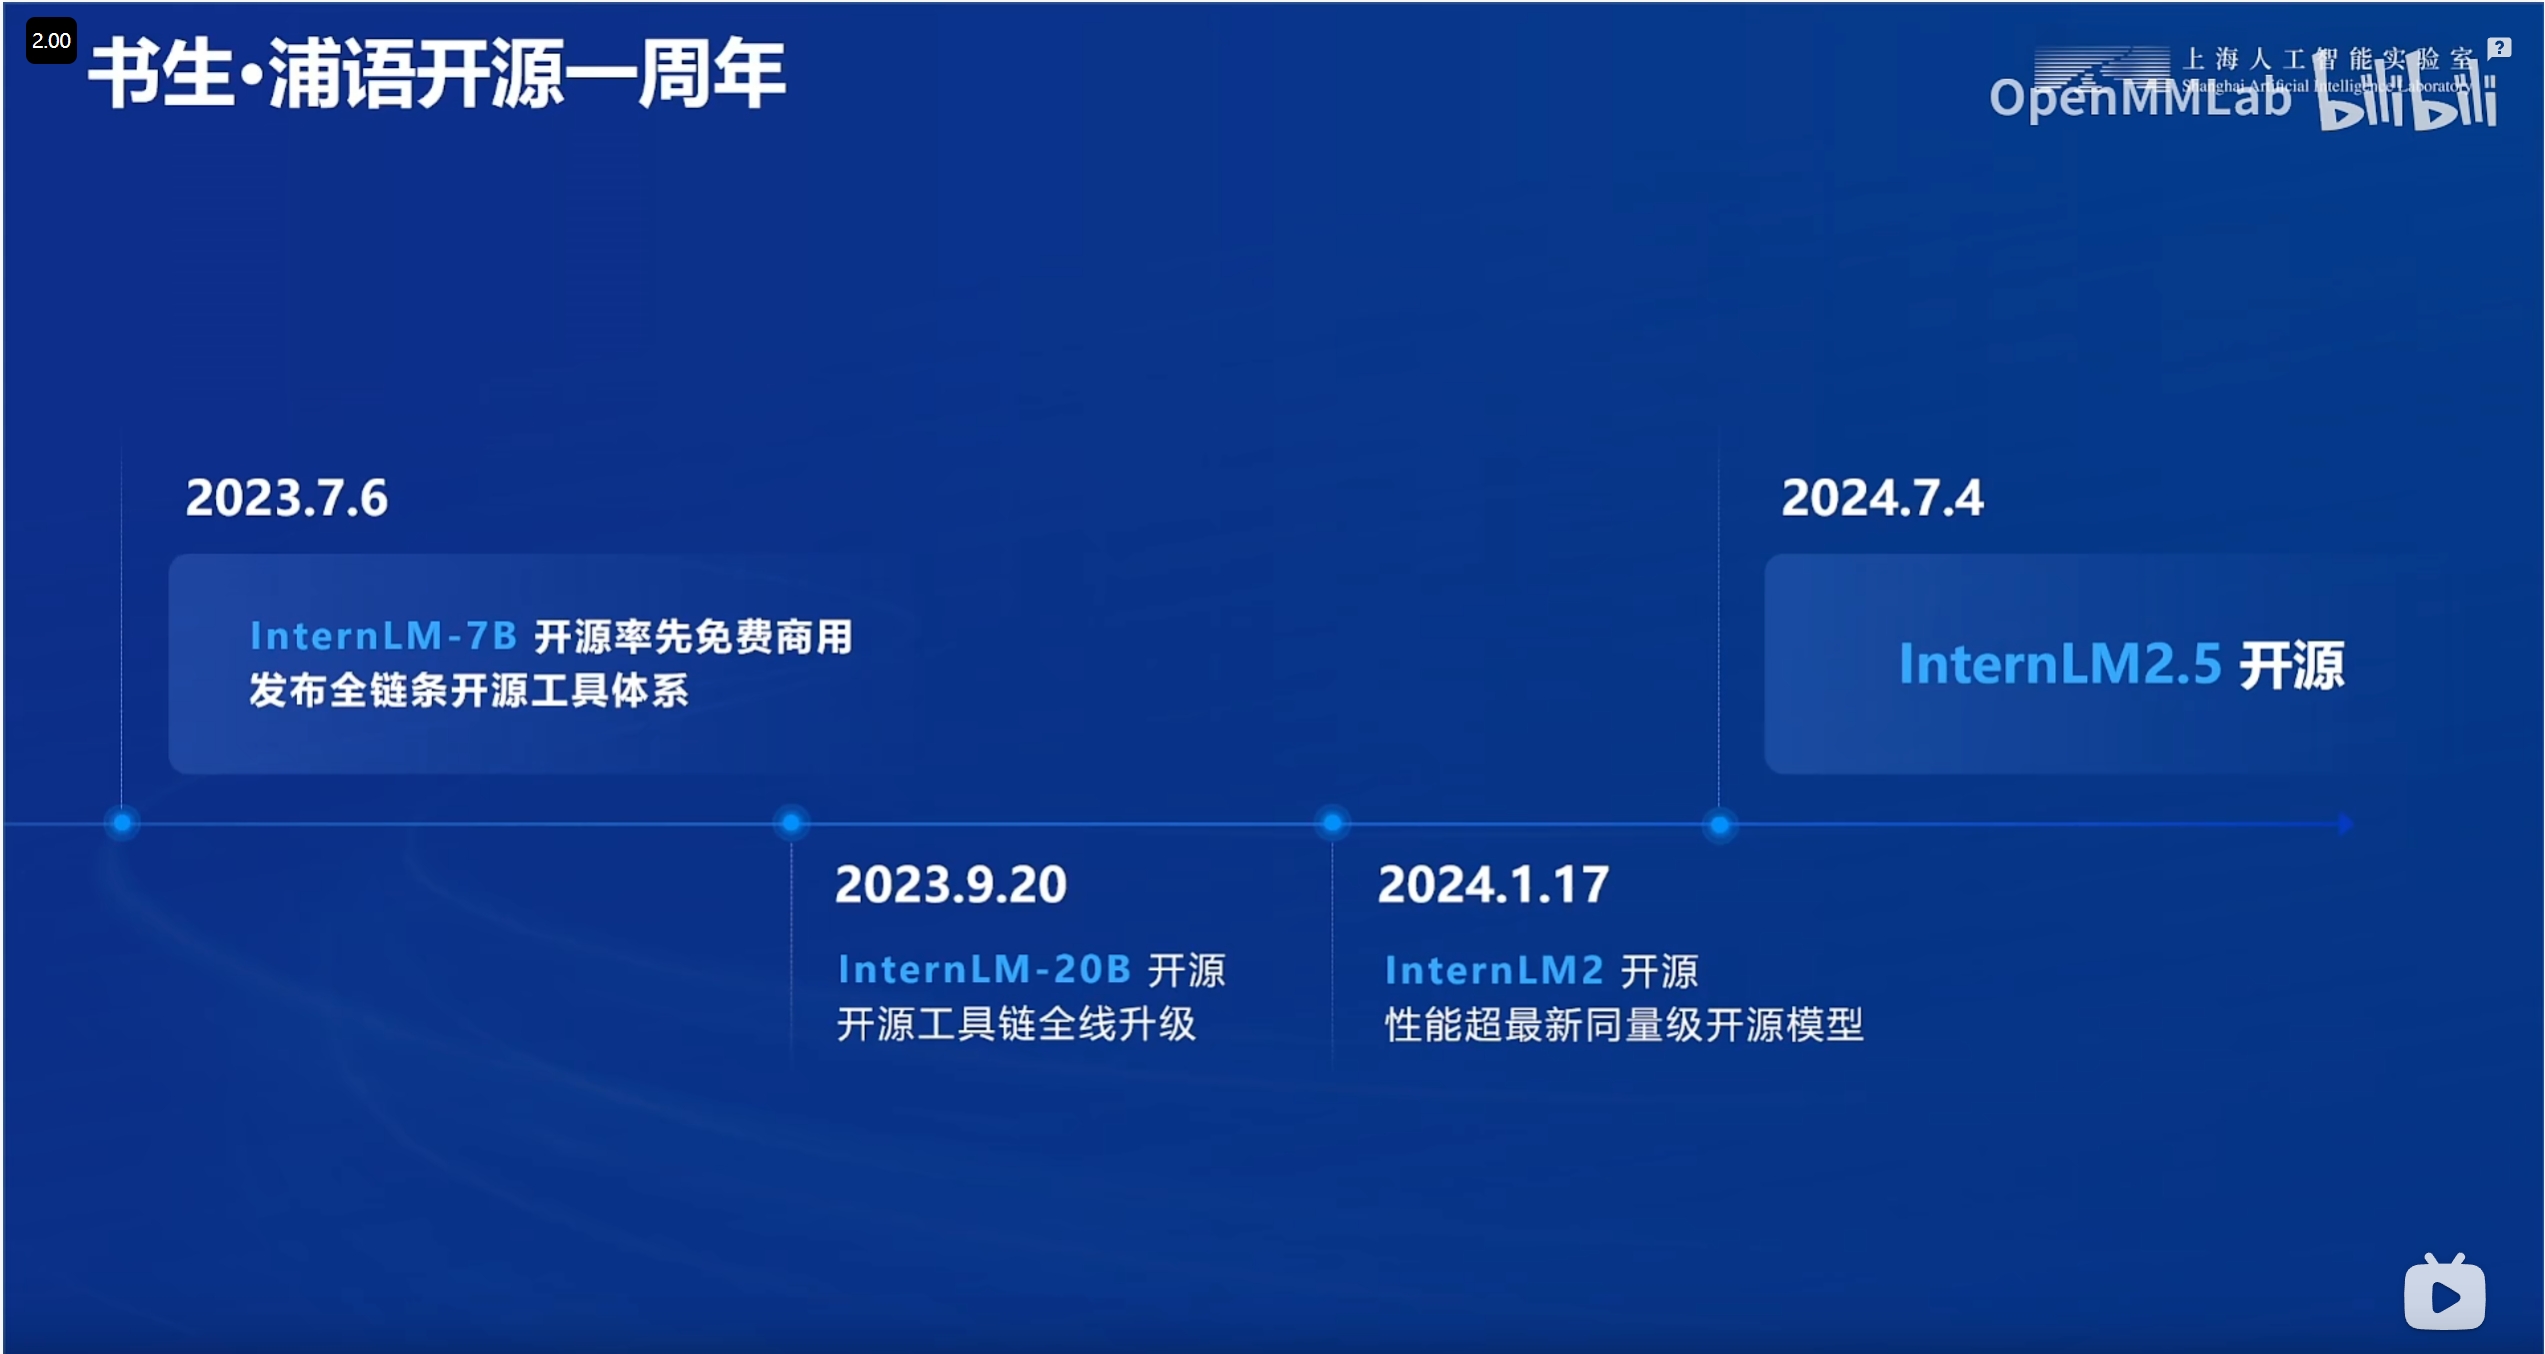 2.00
书生•浦语开源一周年
上海人工智能实验室
Shanghai Artificial Intelligence Laboratory
OpenMMLab bilibili
2023.7.6
InternLM-7B 开源率先免费商用
发布全链条开源工具体系
2024.7.4
InternLM2.5 开源
2023.9.20
InternLM-20B 开源
开源工具链全线升级
2024.1.17
InternLM2 开源
性能超最新同量级开源模型